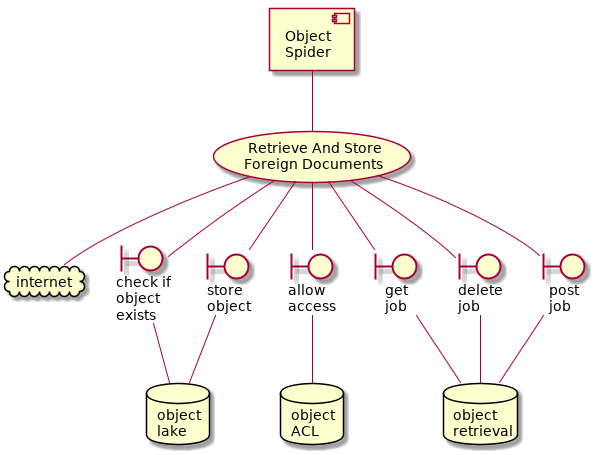 Object
Spider
Retrieve And Store
Foreign Documents
internet
check if
object
exists
store
object
allow
access
get
job
delete
job
post
job
object
lake
object
ACL
object
retrieval